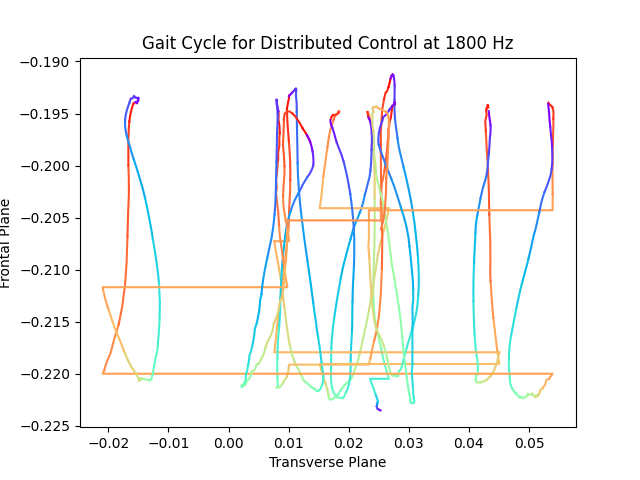 Gait Cycle for Distributed Control at 1800 Hz
−0.190
−0.195
−0.200
−0.205
−0.210
−0.215
−0.220
−0.225
Frontal Plane
−0.02 −0.01 0.00 0.01 0.02 0.03 0.04 0.05
Transverse Plane